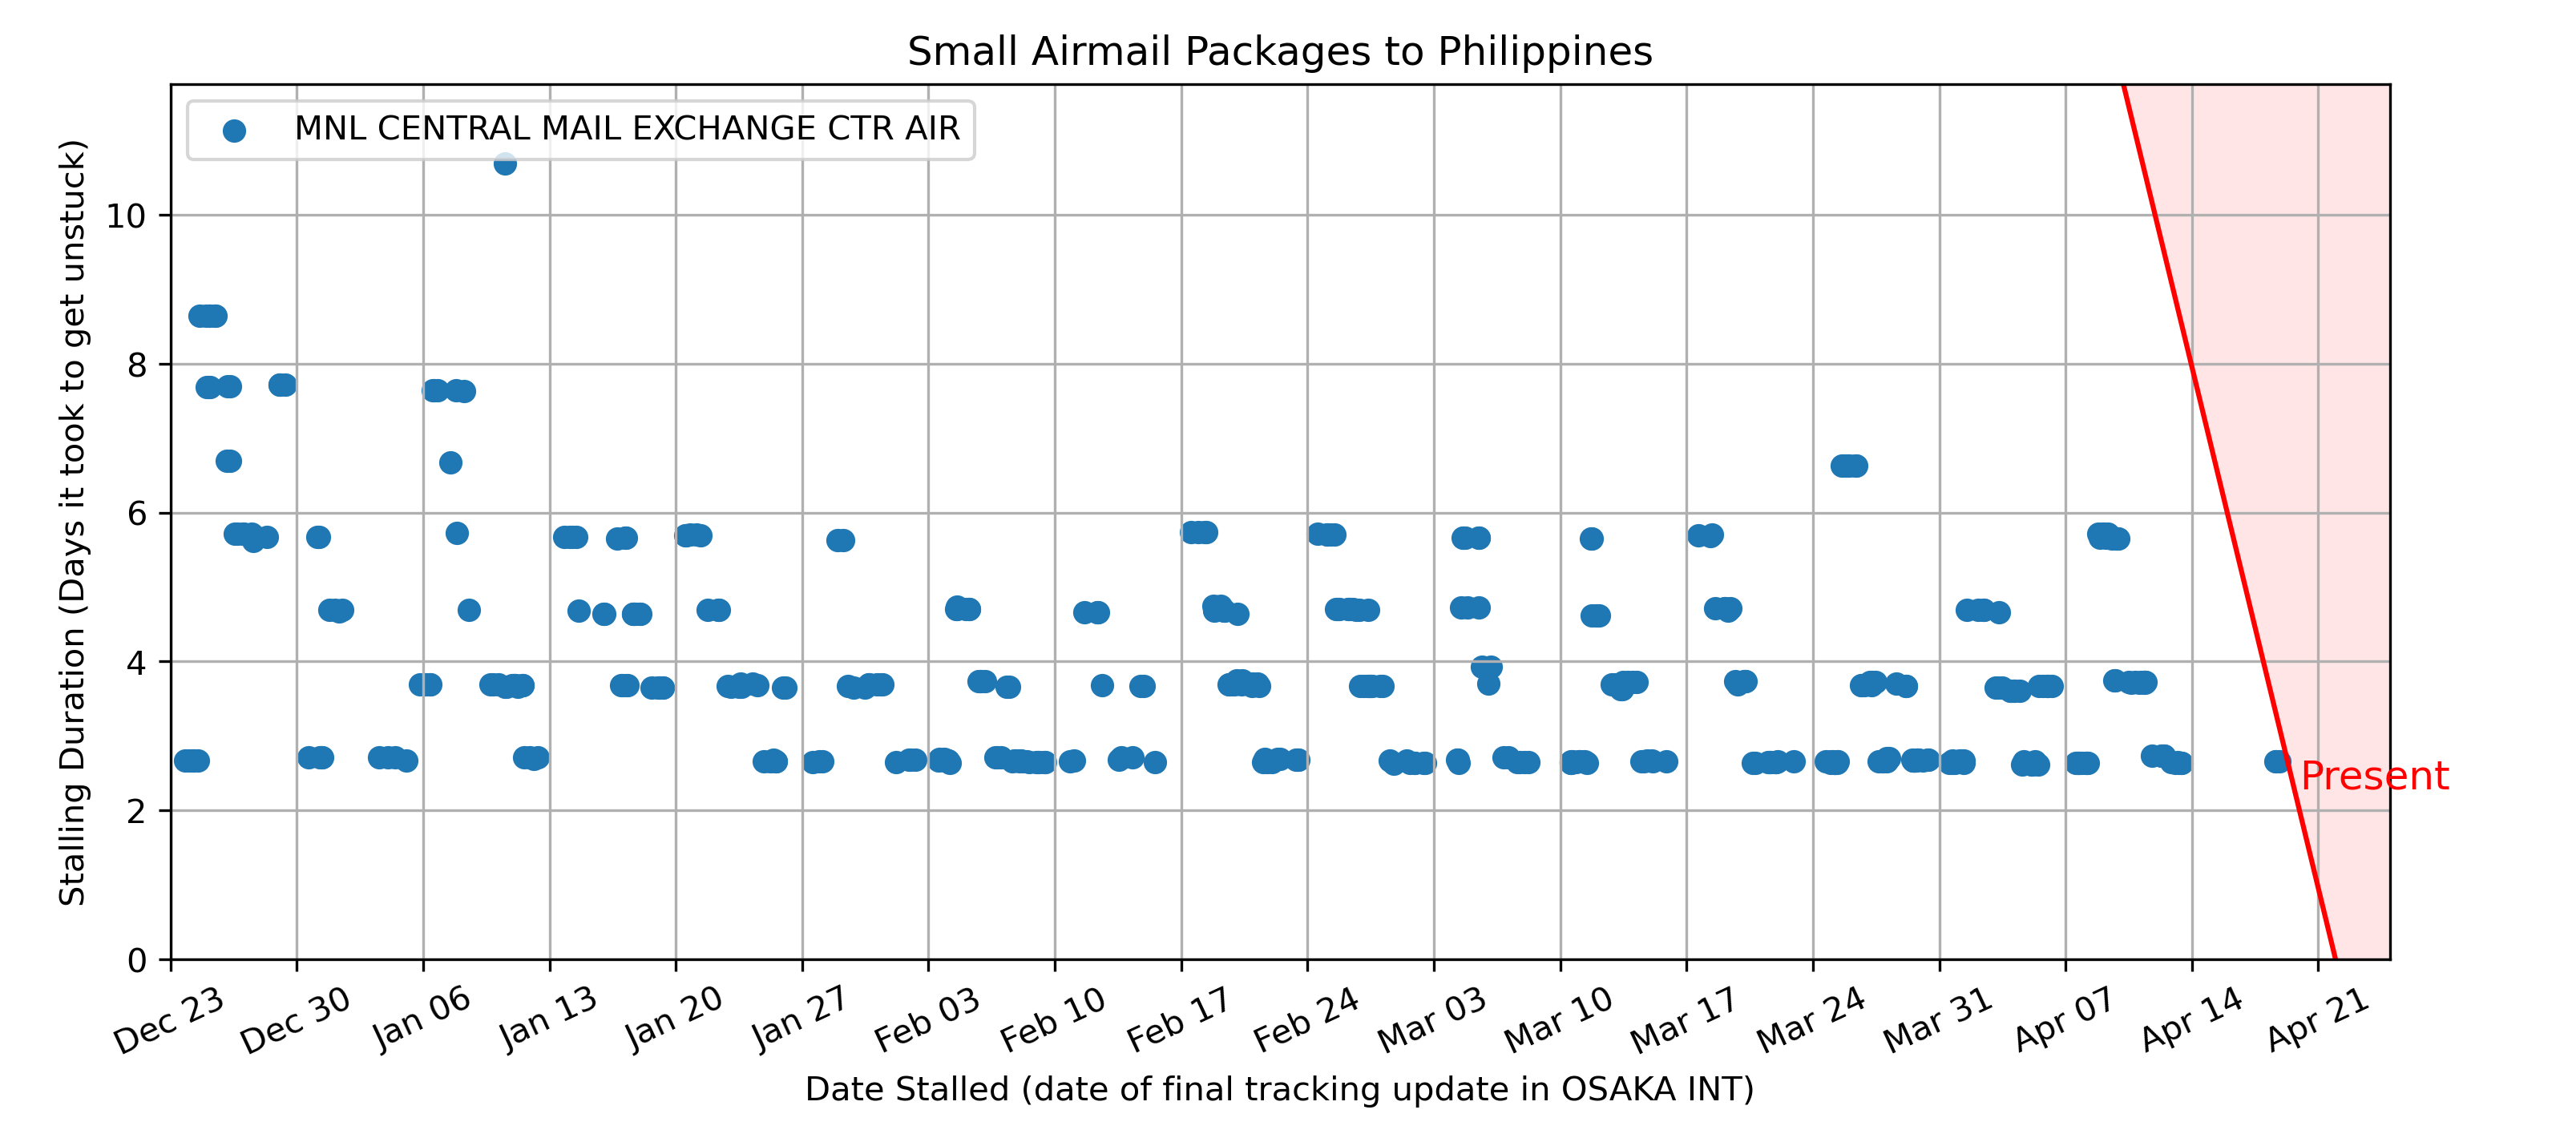 Small Airmail Packages to Philippines
MNL CENTRAL MAIL EXCHANGE CTR AIR
Stalling Duration (Days it took to get unstuck)
10
8
6
4
2
0
Present
Dec 23
Dec 30
Jan 06
Jan 13
Jan 20
Jan 27
Feb 03
Feb 10
Feb 17
Feb 24
Mar 03
Mar 10
Mar 17
Mar 24
Mar 31
Apr 07
Apr 14
Apr 21
Date Stalled (date of final tracking update in OSAKA INT)